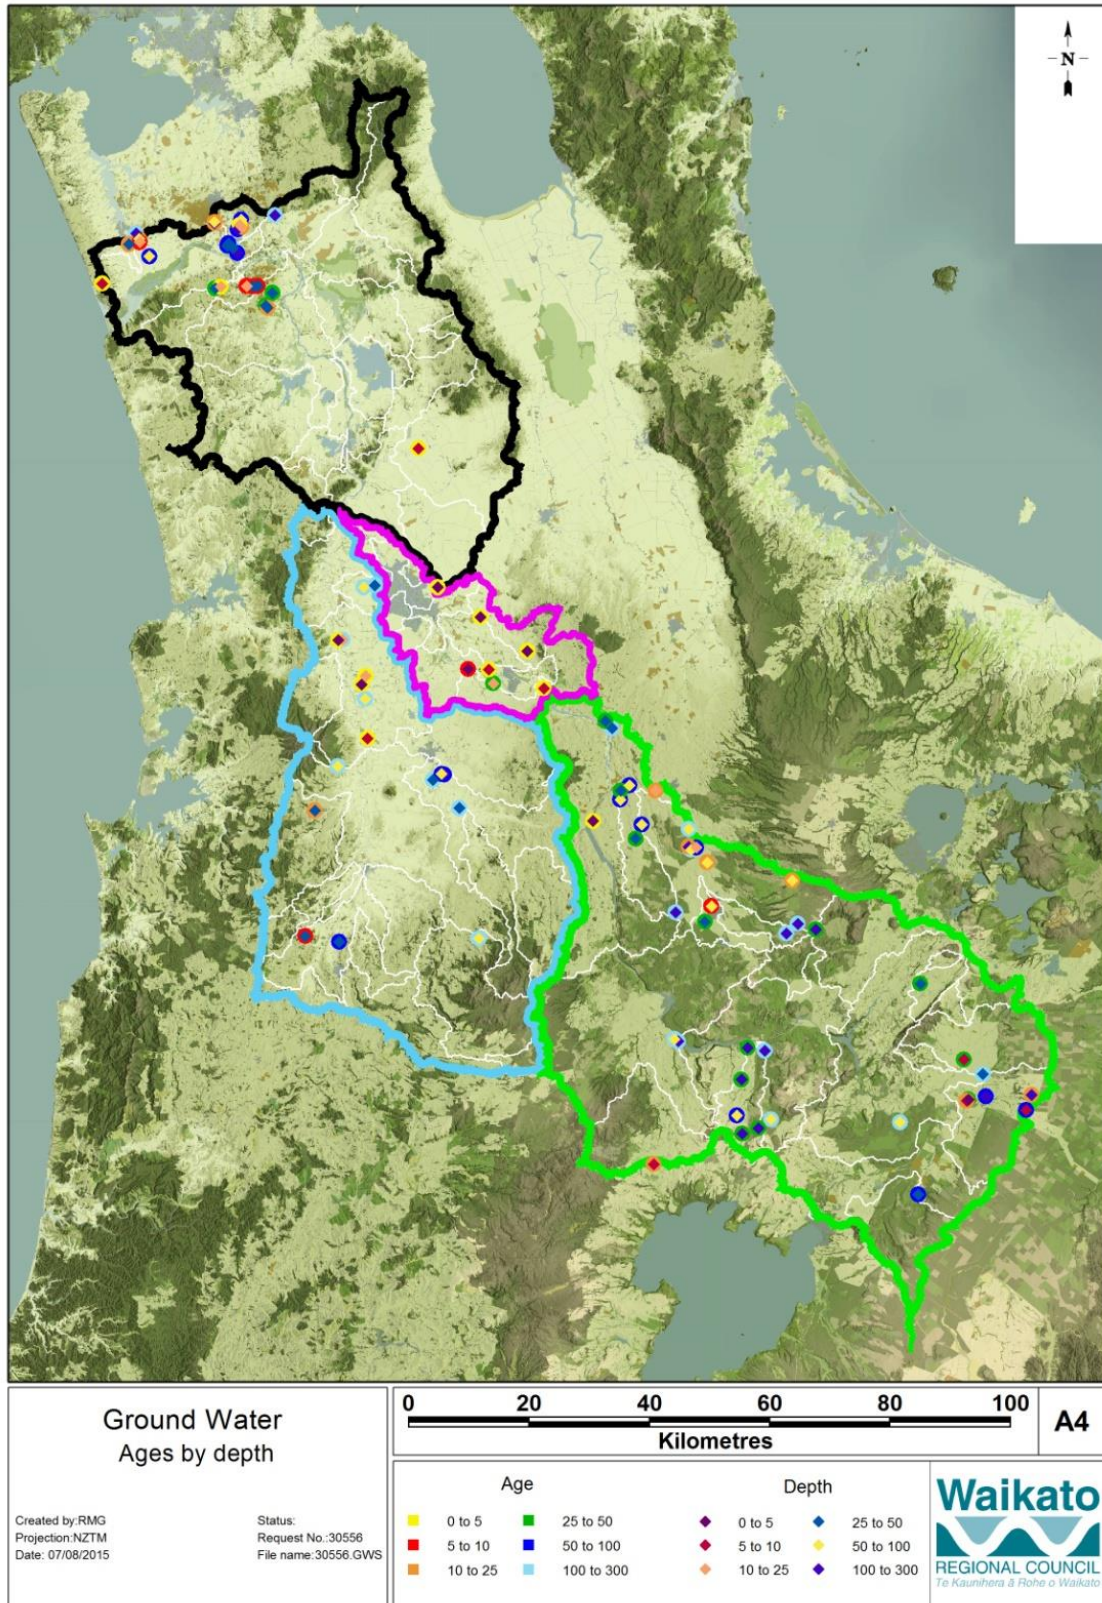 N
Ground Water
Ages by depth
Created by:RMG
Projection:NZTM
Date: 07/08/2015
Status:
Request No.:30556
File name:30556.GWS
0 20 40 60 80 100
Kilometres
A4
Age
0 to 5
5 to 10
10 to 25
25 to 50
50 to 100
100 to 300
Depth
0 to 5
5 to 10
10 to 25
25 to 50
50 to 100
100 to 300
Waikato
REGIONAL COUNCIL
Te Kaunihera ā Rohe o Waikato